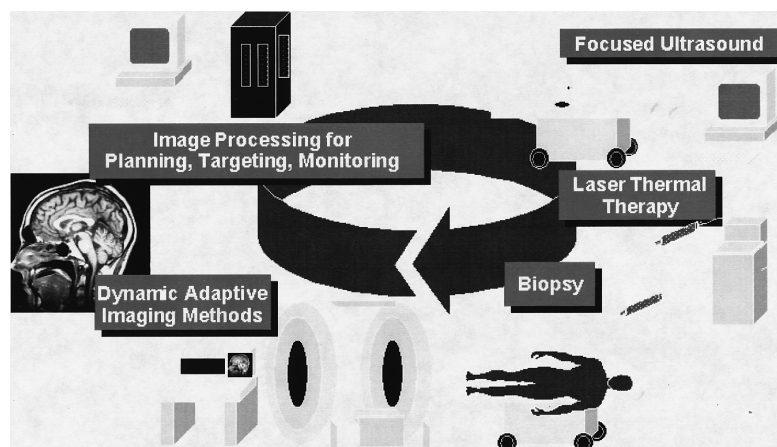 Focused Ultrasound
Image Processing for
Planning, Targeting, Monitoring
Laser Thermal
Therapy
Dynamic Adaptive
Imaging Methods
Biopsy